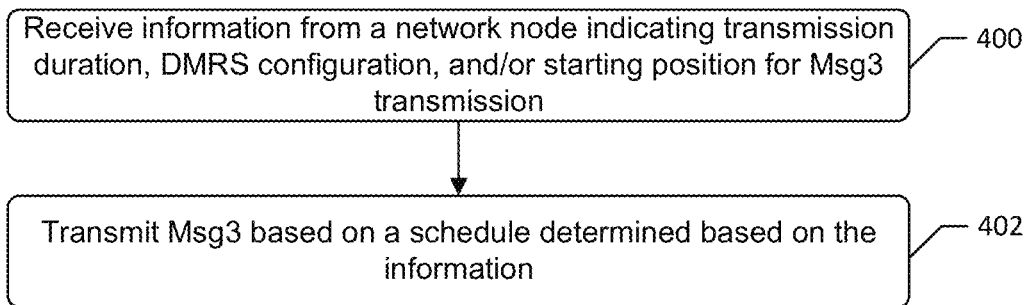 Receive information from a network node indicating transmission
duration, DMRS configuration, and/or starting position for Msg3
transmission
400
Transmit Msg3 based on a schedule determined based on the
information
402